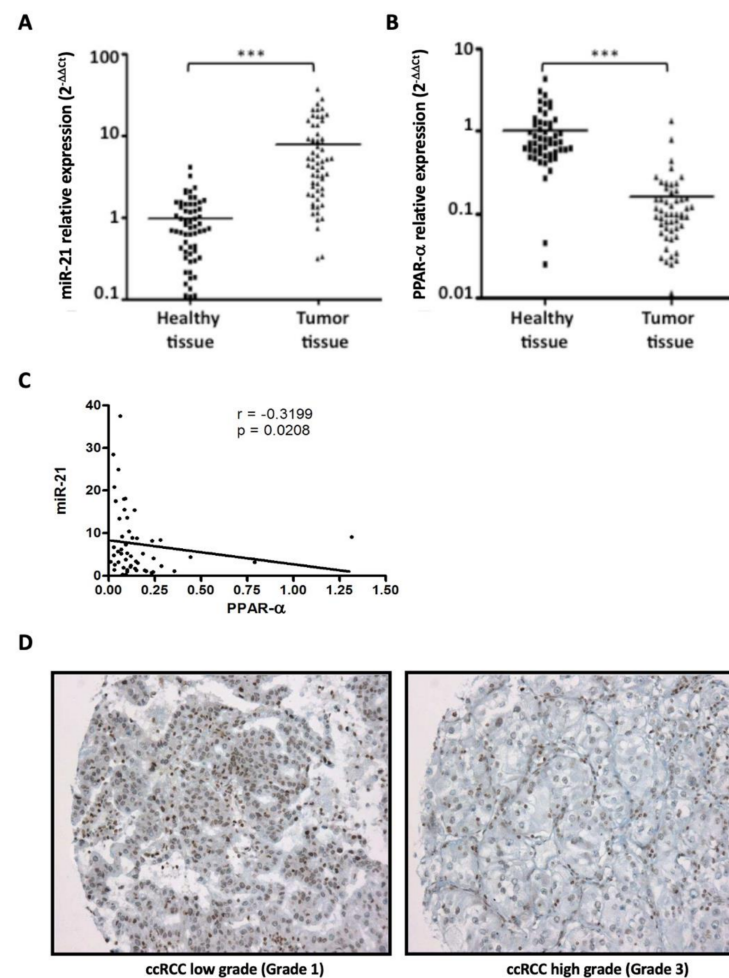 A
miR-21 relative expression (2-ΔΔCt)
100
10
1
0.1
***
Healthy
tissue
Tumor
tissue
B
PPAR-α relative expression (2-ΔΔCt)
10
1
0.1
0.01
***
Healthy
tissue
Tumor
tissue
C
miR-21
40
30
20
10
0
r = -0.3199
p = 0.0208
0.00 0.25 0.50 0.75 1.00 1.25 1.50
PPAR-α
D
ccRCC low grade (Grade 1)
ccRCC high grade (Grade 3)